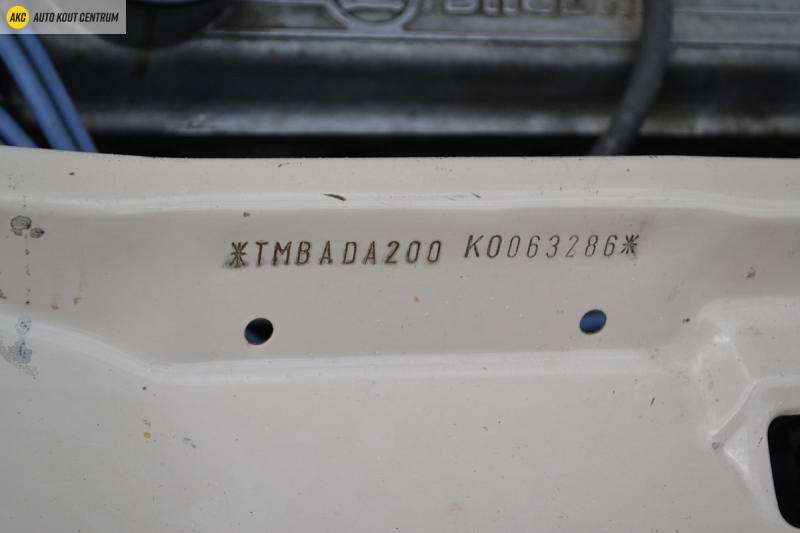 AKC AUTO KOUT CENTRUM
*TMBADA200 K0063286*